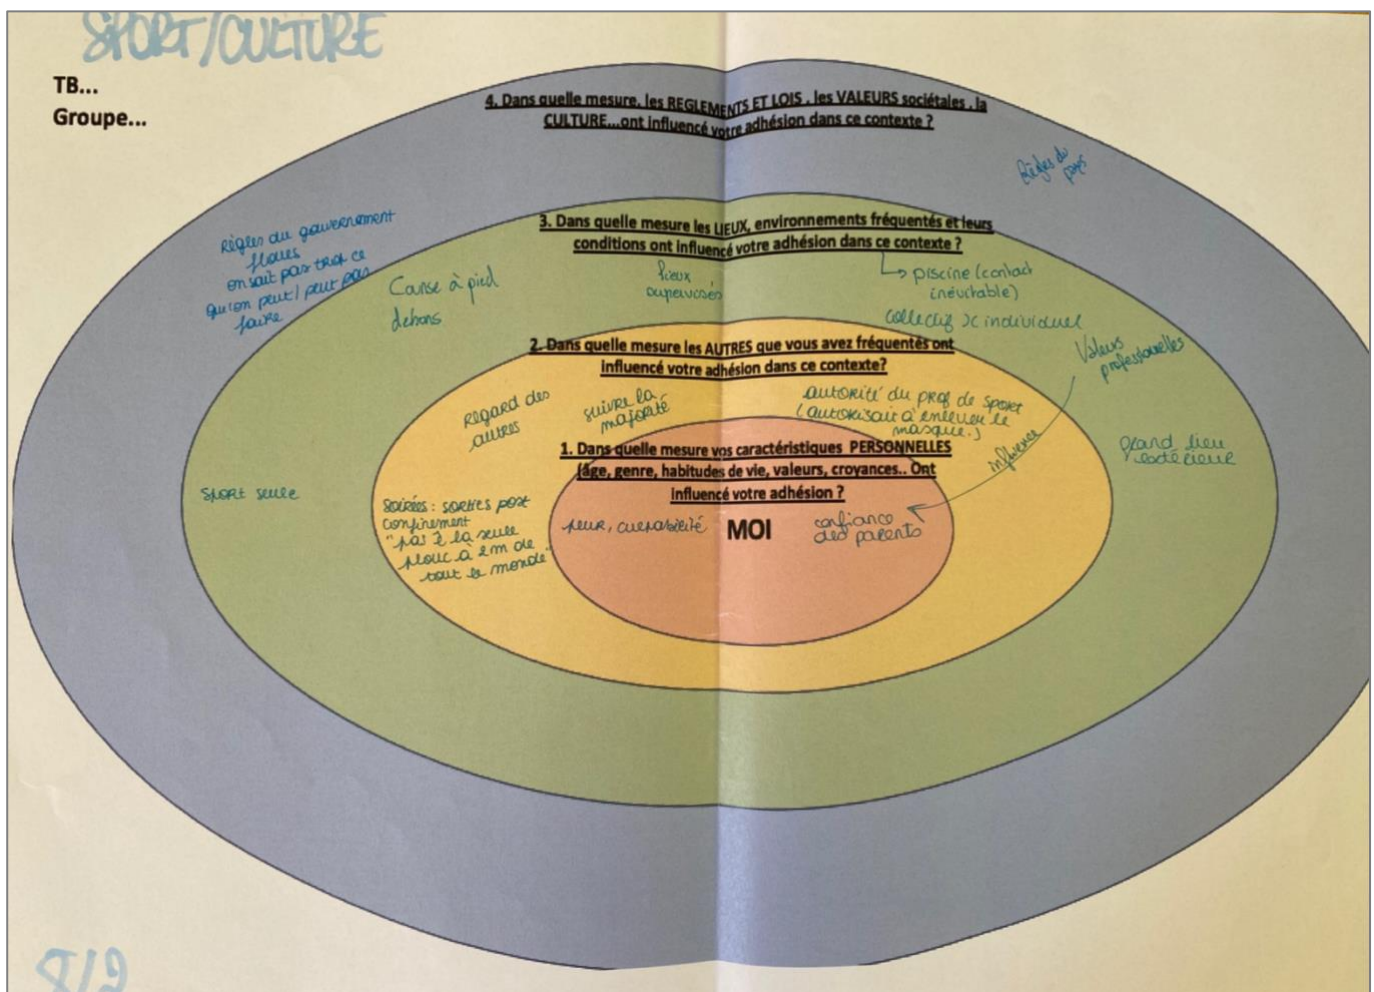 SPORT/CULTURE
TB...
Groupe...
4. Dans quelle mesure, les REGLEMENTS ET LOIS , les VALEURS sociétales , la
CULTURE...ont influencé votre adhésion dans ce contexte ?
Règles du
pays
3. Dans quelle mesure les LIEUX, environnements fréquentés et leurs
conditions ont influencé votre adhésion dans ce contexte ?
Règles du gouvernement
floues
on sait pas trop ce
qu'on peut / peut pas
faire
Course à pied
dehors
lieux
supervisés
piscine (contact
inévitable)
collectif >< individuel
Valeurs
professionnelles
2. Dans quelle mesure les AUTRES que vous avez fréquentés ont
influencé votre adhésion dans ce contexte?
regard des
autres
suivre la
majorité
autorité du prof de sport
(autorisait à enlever le
masque.)
influence
grand lieu
extérieur
1. Dans quelle mesure vos caractéristiques PERSONNELLES
(âge, genre, habitudes de vie, valeurs, croyances.. Ont
influencé votre adhésion ?
Sport seule
soirées : sorties post
confinement
"pas ê la seule
plouc à 2m de
tout le monde"
peur, culpabilité
MOI
confiance
des parents